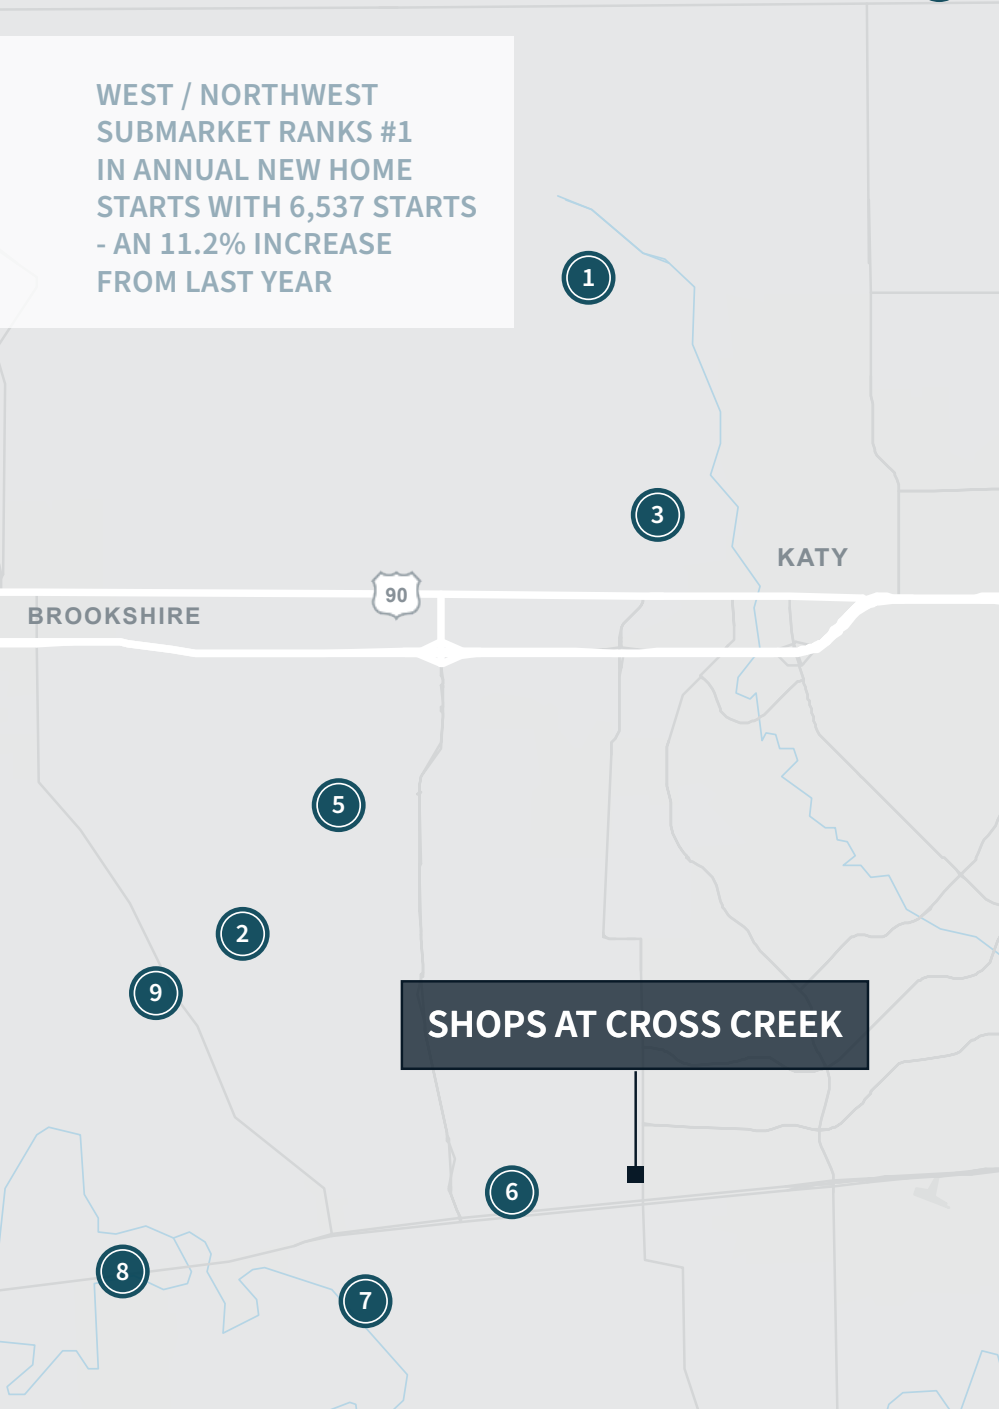 WEST / NORTHWEST
SUBMARKET RANKS #1
IN ANNUAL NEW HOME
STARTS WITH 6,537 STARTS
- AN 11.2% INCREASE
FROM LAST YEAR
1
3
KATY
90
BROOKSHIRE
5
2
9
SHOPS AT CROSS CREEK
6
8
7